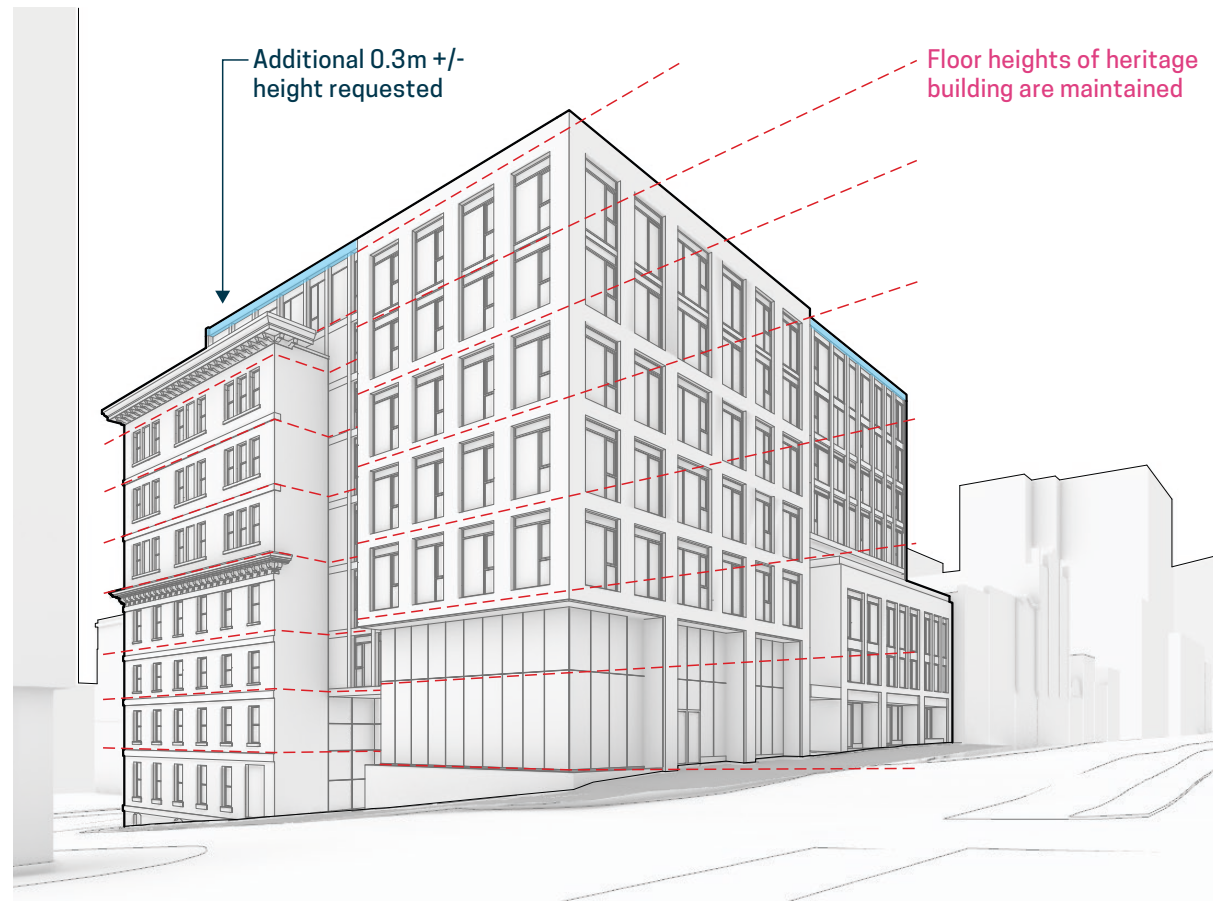 Additional 0.3m +/-
height requested
Floor heights of heritage
building are maintained